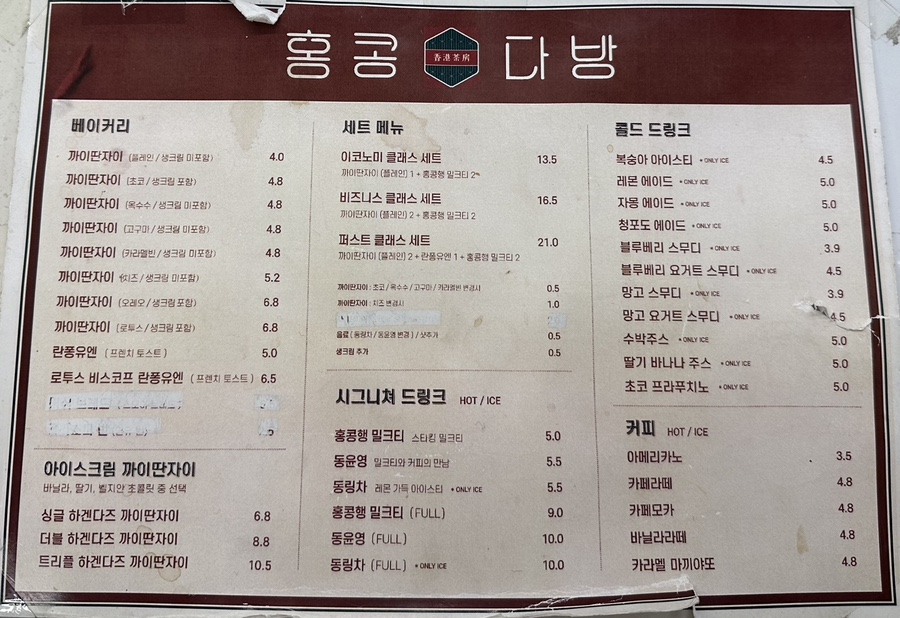 홍콩 香港茶房 다방
베이커리
까이딴자이 (플레인 / 생크림 미포함) 4.0
까이딴자이 (초코 / 생크림 포함) 4.8
까이딴자이 (옥수수 / 생크림 미포함) 4.8
까이딴자이 (고구마 / 생크림 미포함) 4.8
까이딴자이 (카라멜빈 / 생크림 미포함) 4.8
까이딴자이 (치즈 / 생크림 미포함) 5.2
까이딴자이 (오레오 / 생크림 포함) 6.8
까이딴자이 (로투스 / 생크림 포함) 6.8
란퐁유엔 ( 프렌치 토스트 ) 5.0
로투스 비스코프 란퐁유엔 ( 프렌치 토스트 ) 6.5
아이스크림 까이딴자이
바닐라, 딸기, 벨지안 초콜릿 중 선택
싱글 하겐다즈 까이딴자이 6.8
더블 하겐다즈 까이딴자이 8.8
트리플 하겐다즈 까이딴자이 10.5
세트 메뉴
이코노미 클래스 세트 13.5
까이딴자이 (플레인) 1 + 홍콩행 밀크티 2
비즈니스 클래스 세트 16.5
까이딴자이 (플레인) 2 + 홍콩행 밀크티 2
퍼스트 클래스 세트 21.0
까이딴자이 (플레인) 2 + 란퐁유엔 1 + 홍콩행 밀크티 2
까이딴자이 : 초코 / 옥수수 / 고구마 / 카라멜빈 변경시 0.5
까이딴자이 : 치즈 변경시 1.0
음료 ( 동링차 / 동윤영 변경 ) / 샷추가 0.5
생크림 추가 0.5
시그니쳐 드링크 HOT / ICE
홍콩행 밀크티 스타킹 밀크티 5.0
동윤영 밀크티와 커피의 만남 5.5
동링차 레몬 가득 아이스티 * ONLY ICE 5.5
홍콩행 밀크티 (FULL) 9.0
동윤영 (FULL) 10.0
동링차 (FULL) * ONLY ICE 10.0
콜드 드링크
복숭아 아이스티 * ONLY ICE 4.5
레몬 에이드 * ONLY ICE 5.0
자몽 에이드 * ONLY ICE 5.0
청포도 에이드 * ONLY ICE 5.0
블루베리 스무디 * ONLY ICE 3.9
블루베리 요거트 스무디 * ONLY ICE 4.5
망고 스무디 * ONLY ICE 3.9
망고 요거트 스무디 * ONLY ICE 4.5
수박주스 * ONLY ICE 5.0
딸기 바나나 주스 * ONLY ICE 5.0
초코 프라푸치노 * ONLY ICE 5.0
커피 HOT / ICE
아메리카노 3.5
카페라떼 4.8
카페모카 4.8
바닐라라떼 4.8
카라멜 마끼야또 4.8